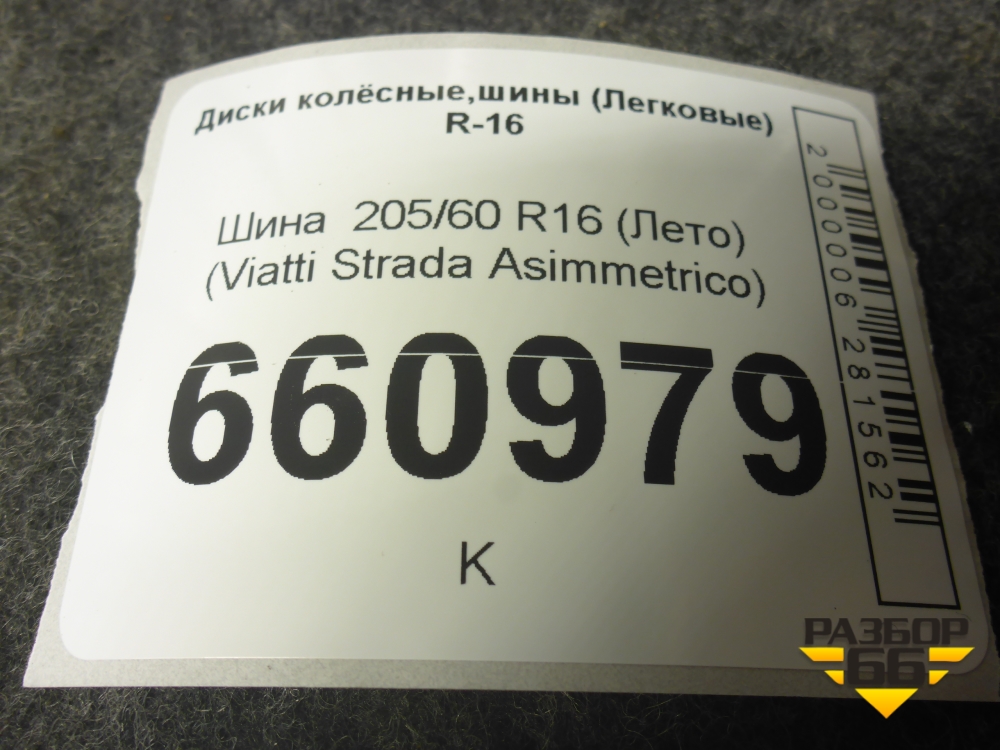 Диски колёсные,шины (Легковые)
R-16
Шина 205/60 R16 (Лето)
(Viatti Strada Asimmetrico)
660979
К
2000006281562
РАЗБОР
66